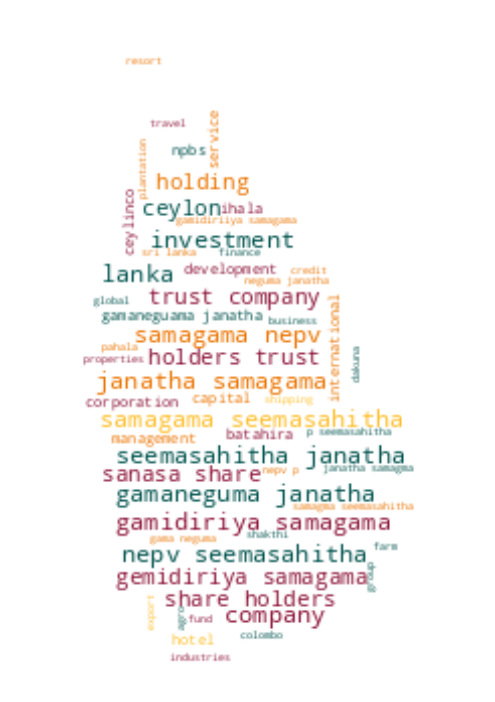 resort
travel
service
npbs
plantation
holding
ceylinco
ceylon
ihala
gamidiriiya samagama
investment
sri lanka
finance
lanka
development
credit
neguma janatha
global
trust company
gamaneguama janatha
business
international
samagama nepv
pahala
properties
holders trust
dakuna
janatha samagama
corporation
capital
shipping
samagama seemasahitha
management
batahira
p seemasahitha
seemasahitha janatha
sanasa share
nepv p
janatha samagma
gamaneguma janatha
samagma seemasahitha
gamidiriya samagama
gama neguma
shakthi
nepv seemasahitha
farm
gemidiriya samagama
group
share holders
export
agro
fund
company
hotel
colombo
industries